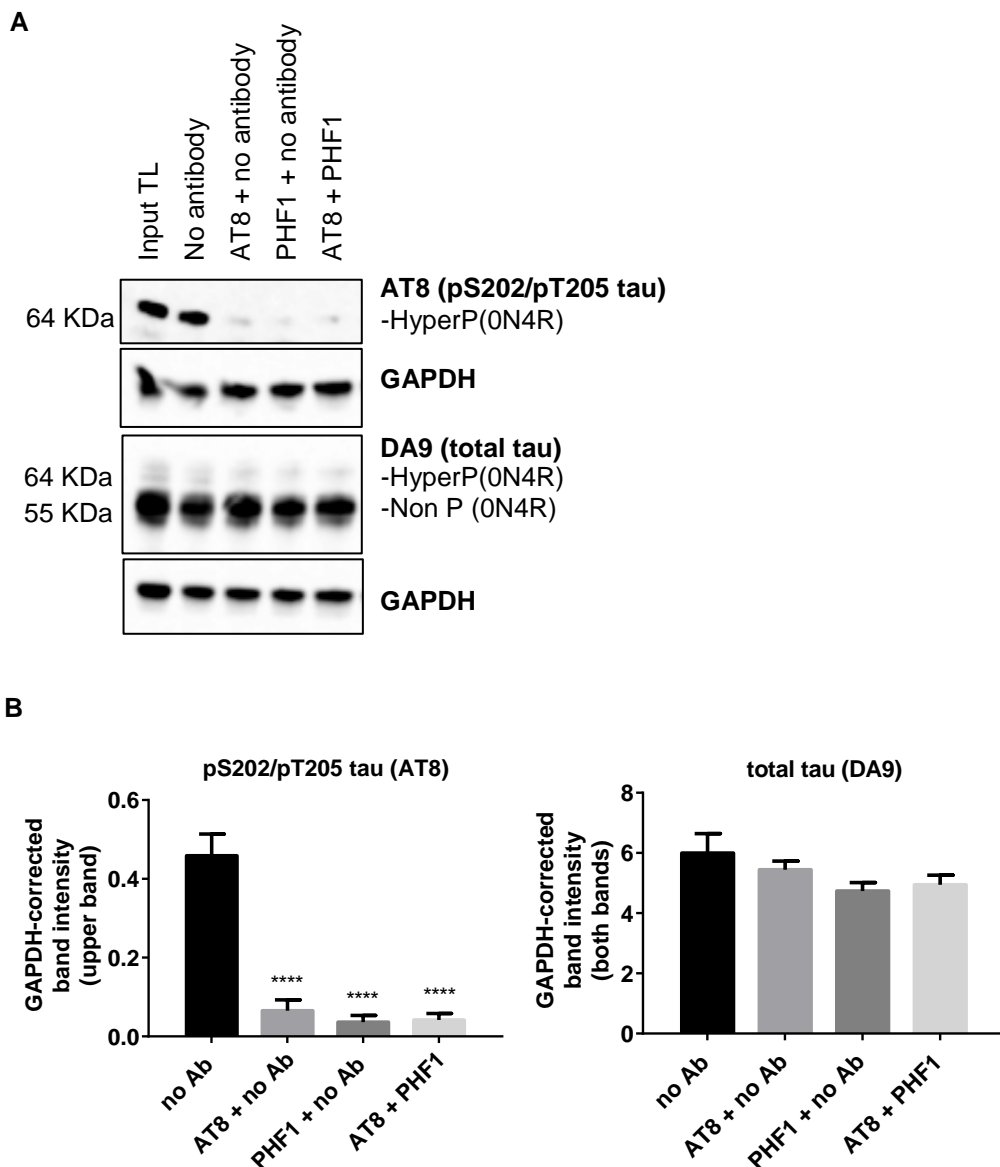 A
Input TL
No antibody
AT8 + no antibody
PHF1 + no antibody
AT8 + PHF1
64 KDa
AT8 (pS202/pT205 tau)
-HyperP(0N4R)
GAPDH
64 KDa
55 KDa
DA9 (total tau)
-HyperP(0N4R)
-Non P (0N4R)
GAPDH
B
pS202/pT205 tau (AT8)
GAPDH-corrected
band intensity
(upper band)
0.6
0.4
0.2
0.0
****
****
****
no Ab
AT8 + no Ab
PHF1 + no Ab
AT8 + PHF1
total tau (DA9)
GAPDH-corrected
band intensity
(both bands)
8
6
4
2
0
no Ab
AT8 + no Ab
PHF1 + no Ab
AT8 + PHF1